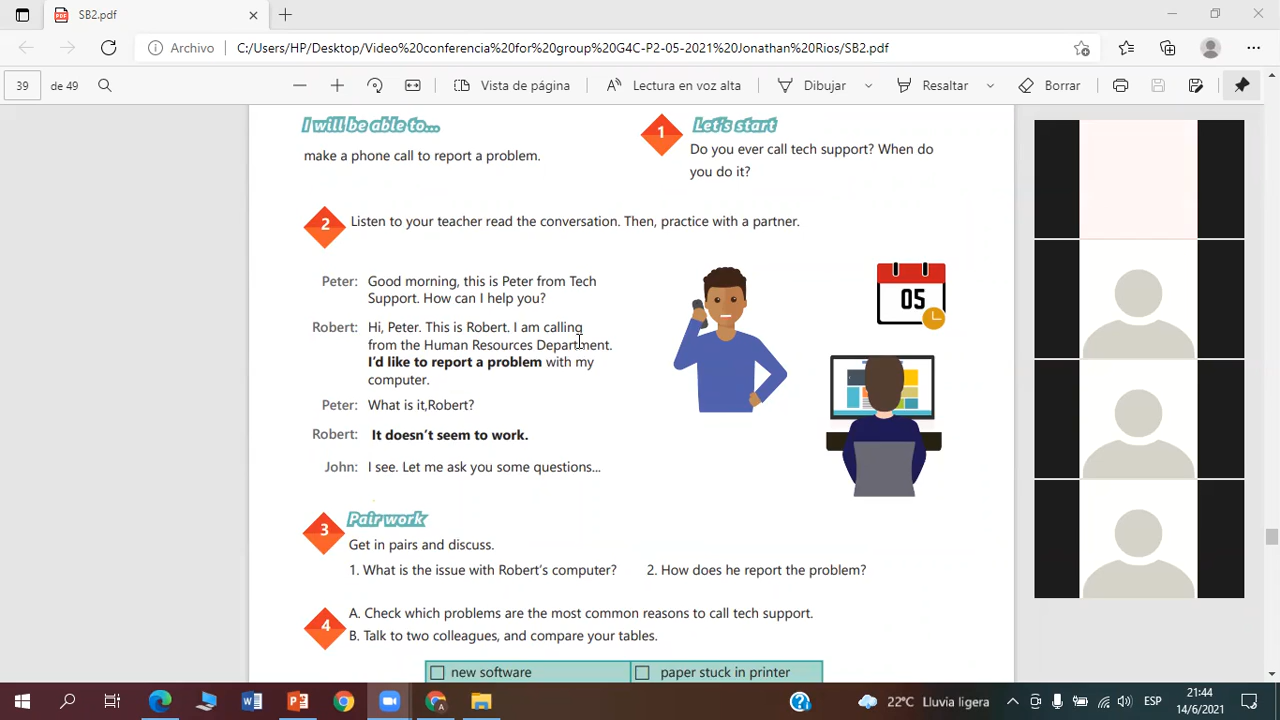 SB2.pdf
Archivo
C:/Users/HP/Desktop/Video%20conferencia%20for%20group%20G4C-P2-05-2021%20Jonathan%20Rios/SB2.pdf
39 de 49
Vista de página
Lectura en voz alta
Dibujar
Resaltar
Borrar
I will be able to...
make a phone call to report a problem.
1
Let's start
Do you ever call tech support? When do
you do it?
2
Listen to your teacher read the conversation. Then, practice with a partner.
Peter: Good morning, this is Peter from Tech
Support. How can I help you?
Robert: Hi, Peter. This is Robert. I am calling
from the Human Resources Department.
I'd like to report a problem with my
computer.
Peter: What is it,Robert?
Robert: It doesn't seem to work.
John: I see. Let me ask you some questions...
05
3
Pair work
Get in pairs and discuss.
1. What is the issue with Robert's computer?
2. How does he report the problem?
4
A. Check which problems are the most common reasons to call tech support.
B. Talk to two colleagues, and compare your tables.
new software
paper stuck in printer
22°C Lluvia ligera
ESP
21:44
14/6/2021